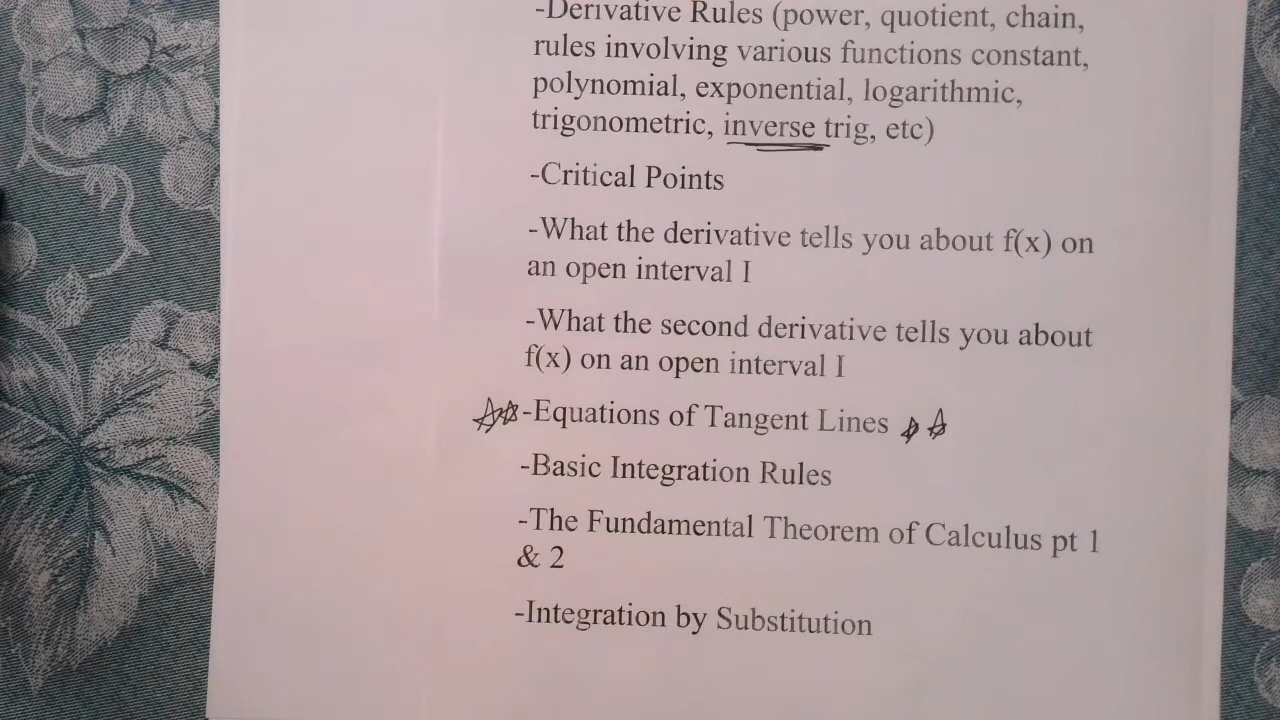 -Derivative Rules (power, quotient, chain,
rules involving various functions constant,
polynomial, exponential, logarithmic,
trigonometric, inverse trig, etc)
-Critical Points
-What the derivative tells you about f(x) on
an open interval I
-What the second derivative tells you about
f(x) on an open interval I
-Equations of Tangent Lines
-Basic Integration Rules
-The Fundamental Theorem of Calculus pt 1
& 2
-Integration by Substitution